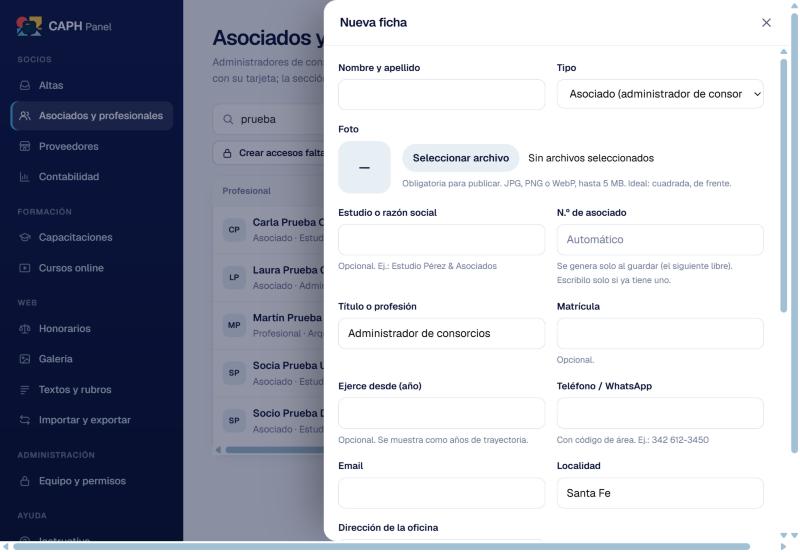 CAPH Panel
SOCIOS
Altas
Asociados y profesionales
Proveedores
Contabilidad
FORMACIÓN
Capacitaciones
Cursos online
WEB
Honorarios
Galería
Textos y rubros
Importar y exportar
ADMINISTRACIÓN
Equipo y permisos
AYUDA
Asociados y
Administradores de con
con su tarjeta; la secció
prueba
Crear accesos falta
Profesional
CP
Carla Prueba
Asociado · Estud
LP
Laura Prueba
Asociado · Admi
MP
Martín Prueba
Profesional · Arq
SP
Socia Prueba
Asociado · Estud
SP
Socio Prueba
Asociado · Estud
Nueva ficha
Nombre y apellido
Tipo
Asociado (administrador de consor
Foto
—
Seleccionar archivo
Sin archivos seleccionados
Obligatoria para publicar. JPG, PNG o WebP, hasta 5 MB. Ideal: cuadrada, de frente.
Estudio o razón social
N.º de asociado
Automático
Opcional. Ej.: Estudio Pérez & Asociados
Se genera solo al guardar (el siguiente libre).
Escribilo solo si ya tiene uno.
Título o profesión
Matrícula
Administrador de consorcios
Opcional.
Ejerce desde (año)
Teléfono / WhatsApp
Opcional. Se muestra como años de trayectoria.
Con código de área. Ej.: 342 612-3450
Email
Localidad
Santa Fe
Dirección de la oficina